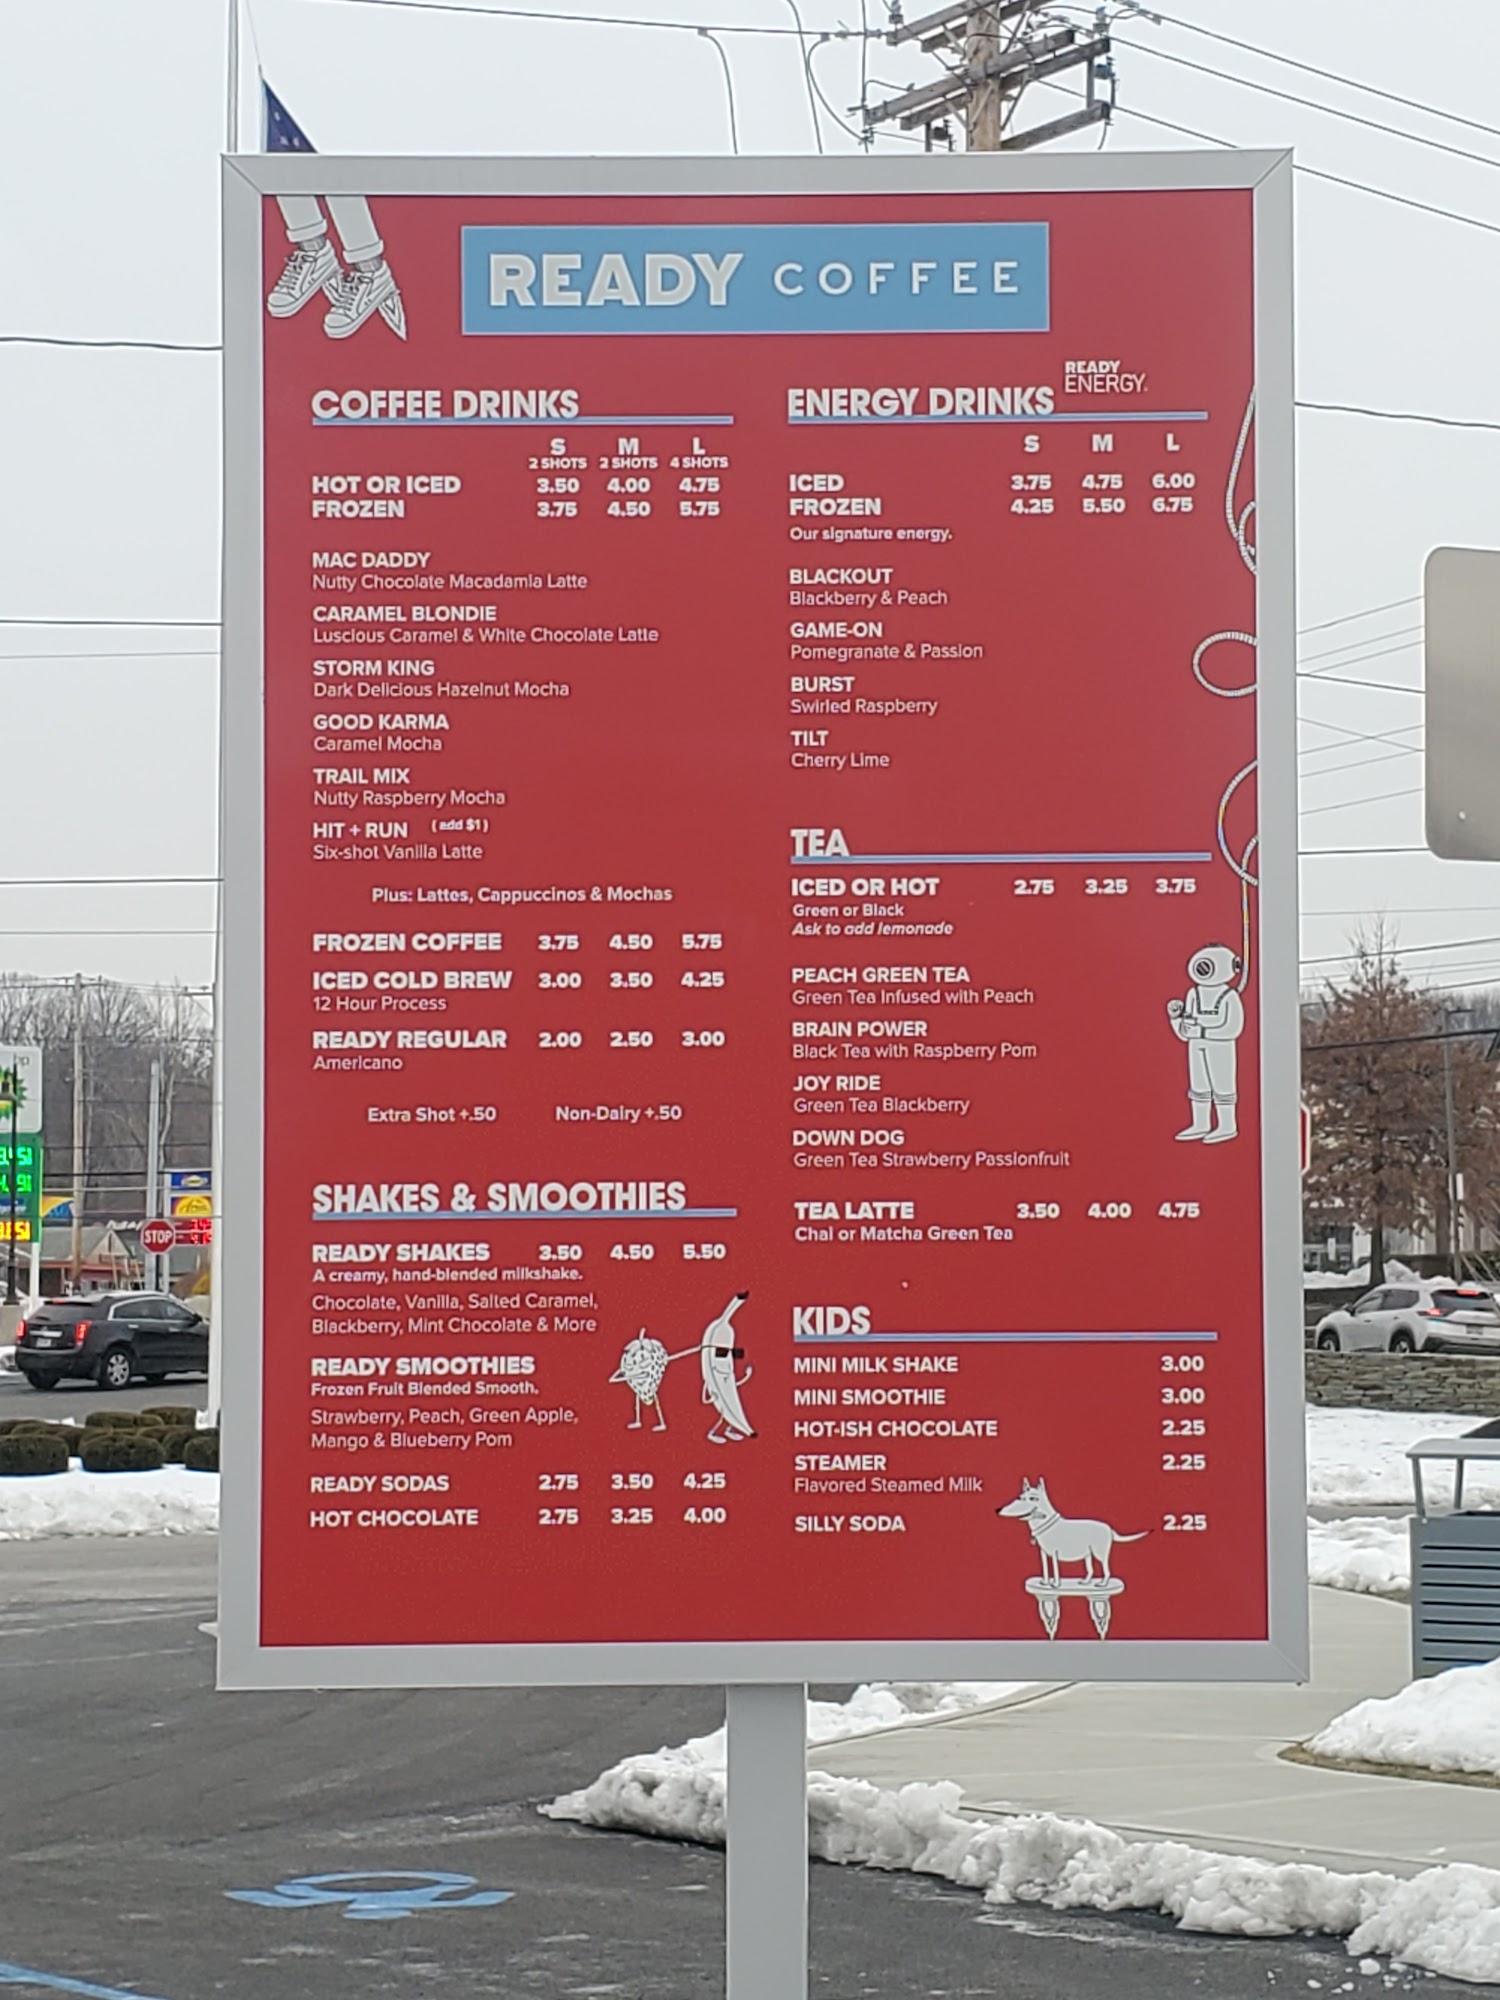 READY COFFEE
COFFEE DRINKS
S M L
2 SHOTS 2 SHOTS 4 SHOTS
HOT OR ICED 3.50 4.00 4.75
FROZEN 3.75 4.50 5.75
MAC DADDY
Nutty Chocolate Macadamia Latte
CARAMEL BLONDIE
Luscious Caramel & White Chocolate Latte
STORM KING
Dark Delicious Hazelnut Mocha
GOOD KARMA
Caramel Mocha
TRAIL MIX
Nutty Raspberry Mocha
HIT + RUN (add $1)
Six-shot Vanilla Latte
Plus: Lattes, Cappuccinos & Mochas
FROZEN COFFEE 3.75 4.50 5.75
ICED COLD BREW 3.00 3.50 4.25
12 Hour Process
READY REGULAR 2.00 2.50 3.00
Americano
Extra Shot +.50 Non-Dairy +.50
SHAKES & SMOOTHIES
READY SHAKES 3.50 4.50 5.50
A creamy, hand-blended milkshake.
Chocolate, Vanilla, Salted Caramel,
Blackberry, Mint Chocolate & More
READY SMOOTHIES
Frozen Fruit Blended Smooth.
Strawberry, Peach, Green Apple,
Mango & Blueberry Pom
READY SODAS 2.75 3.50 4.25
HOT CHOCOLATE 2.75 3.25 4.00
ENERGY DRINKS
READY
ENERGY.
S M L
ICED 3.75 4.75 6.00
FROZEN 4.25 5.50 6.75
Our signature energy.
BLACKOUT
Blackberry & Peach
GAME-ON
Pomegranate & Passion
BURST
Swirled Raspberry
TILT
Cherry Lime
TEA
ICED OR HOT 2.75 3.25 3.75
Green or Black
Ask to add lemonade
PEACH GREEN TEA
Green Tea Infused with Peach
BRAIN POWER
Black Tea with Raspberry Pom
JOY RIDE
Green Tea Blackberry
DOWN DOG
Green Tea Strawberry Passionfruit
TEA LATTE 3.50 4.00 4.75
Chai or Matcha Green Tea
KIDS
MINI MILK SHAKE 3.00
MINI SMOOTHIE 3.00
HOT-ISH CHOCOLATE 2.25
STEAMER 2.25
Flavored Steamed Milk
SILLY SODA 2.25
bp
STOP